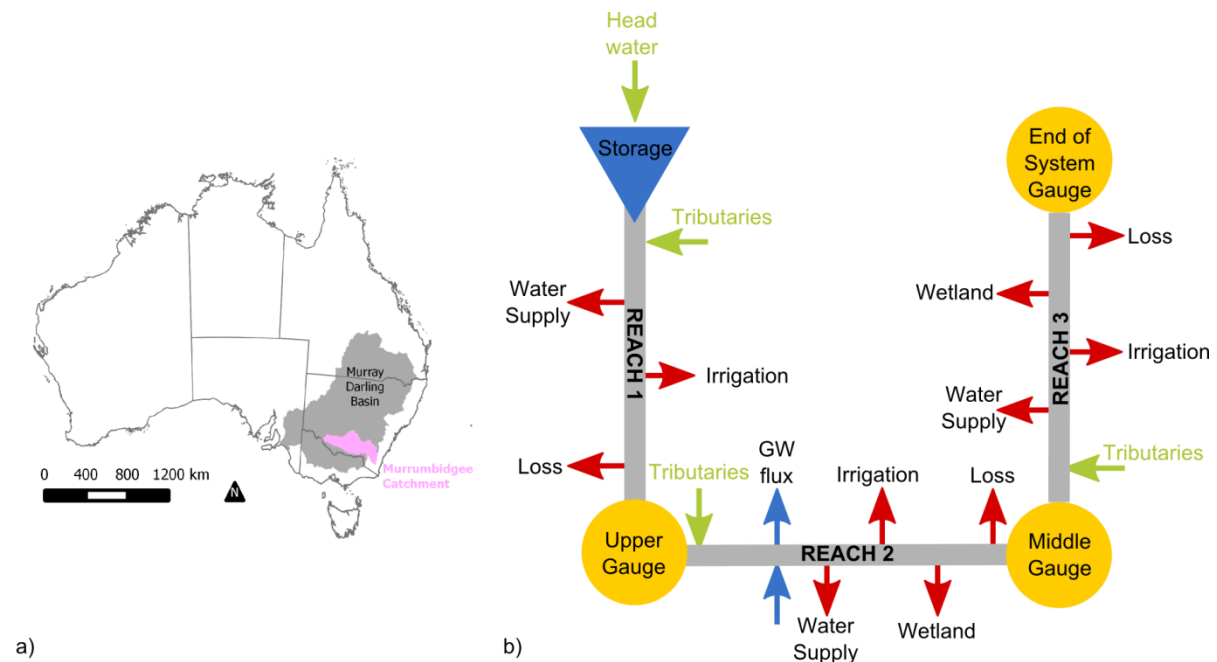 Murray
Darling
Basin
Murrumbidgee
Catchment
0 400 800 1200 km
N
a)
Head
water
Storage
Tributaries
Water
Supply
REACH 1
Irrigation
Loss
Upper
Gauge
Tributaries
GW
flux
Irrigation
Loss
REACH 2
Water
Supply
Wetland
Middle
Gauge
End of
System
Gauge
Loss
Wetland
REACH 3
Irrigation
Water
Supply
Tributaries
b)